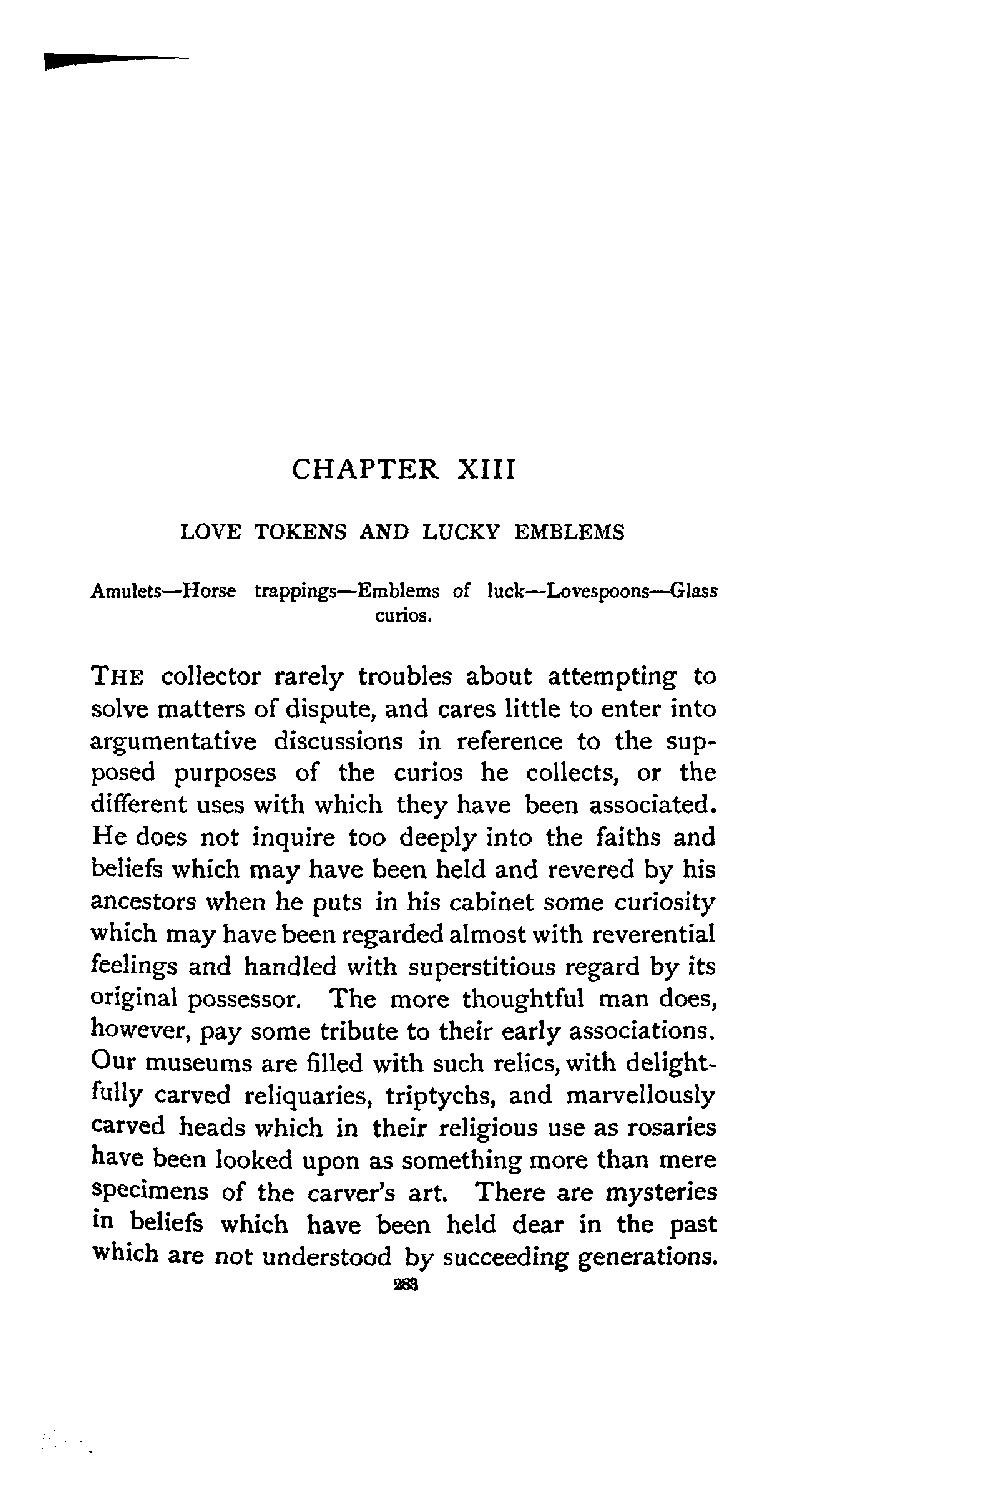 CHAPTER XIII
LOVE TOKENS AND LUCKY EMBLEMS
Amulets—Horse trappings—Emblems of luck—Lovespoons—Glass
curios.
THE collector rarely troubles about attempting to
solve matters of dispute, and cares little to enter into
argumentative discussions in reference to the sup-
posed purposes of the curios he collects, or the
different uses with which they have been associated.
He does not inquire too deeply into the faiths and
beliefs which may have been held and revered by his
ancestors when he puts in his cabinet some curiosity
which may have been regarded almost with reverential
feelings and handled with superstitious regard by its
original possessor. The more thoughtful man does,
however, pay some tribute to their early associations.
Our museums are filled with such relics, with delight-
fully carved reliquaries, triptychs, and marvellously
carved heads which in their religious use as rosaries
have been looked upon as something more than mere
specimens of the carver's art. There are mysteries
in beliefs which have been held dear in the past
which are not understood by succeeding generations.
263